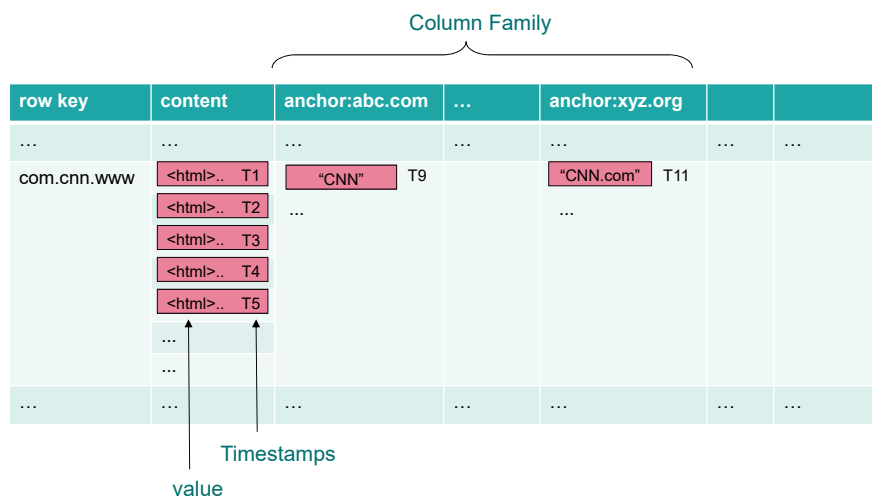 Column Family
row key content anchor:abc.com … anchor:xyz.org
… … … … … … …
com.cnn.www <html>.. T1 “CNN” T9 “CNN.com” T11
<html>.. T2 ... ...
<html>.. T3
<html>.. T4
<html>.. T5
...
...
… … … … … … …
Timestamps
value